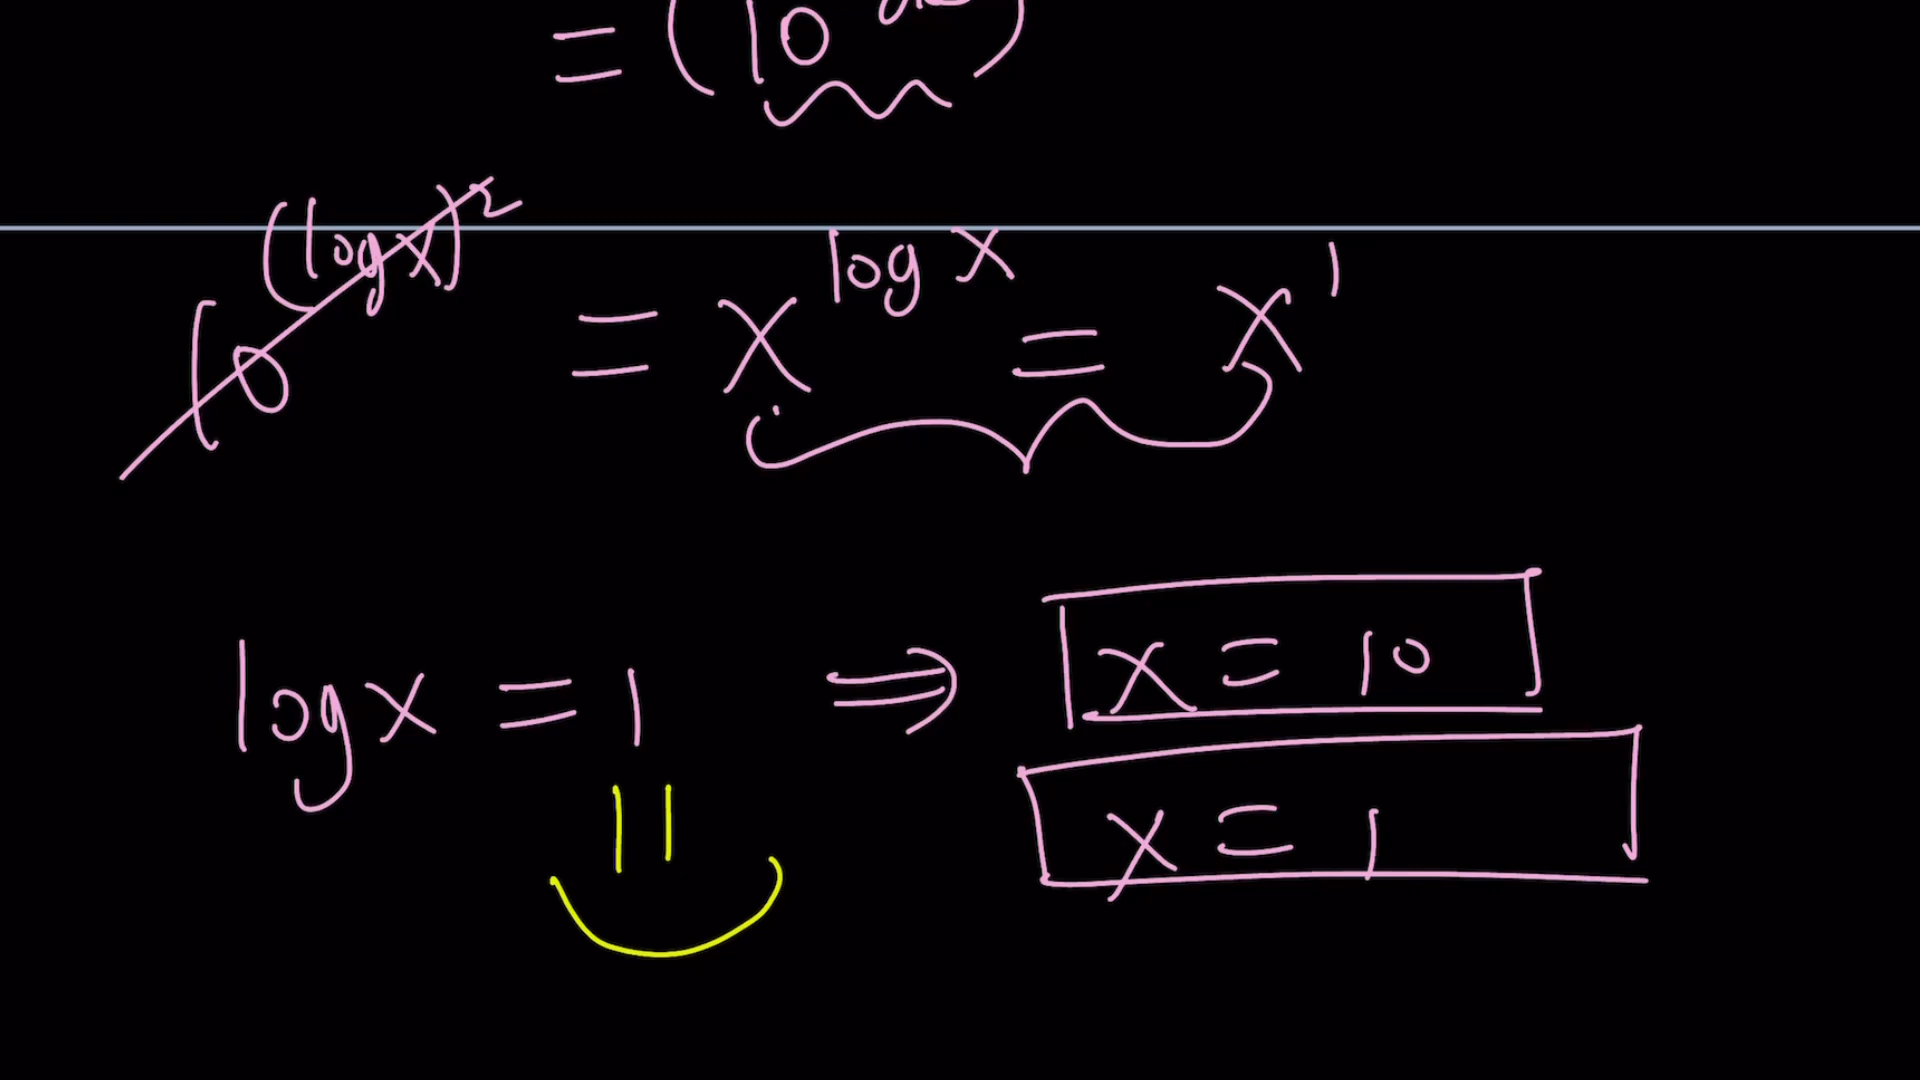 = (10
10^(log x)^2 = x^log x = x^1
log x = 1 ⇒ x = 10
x = 1